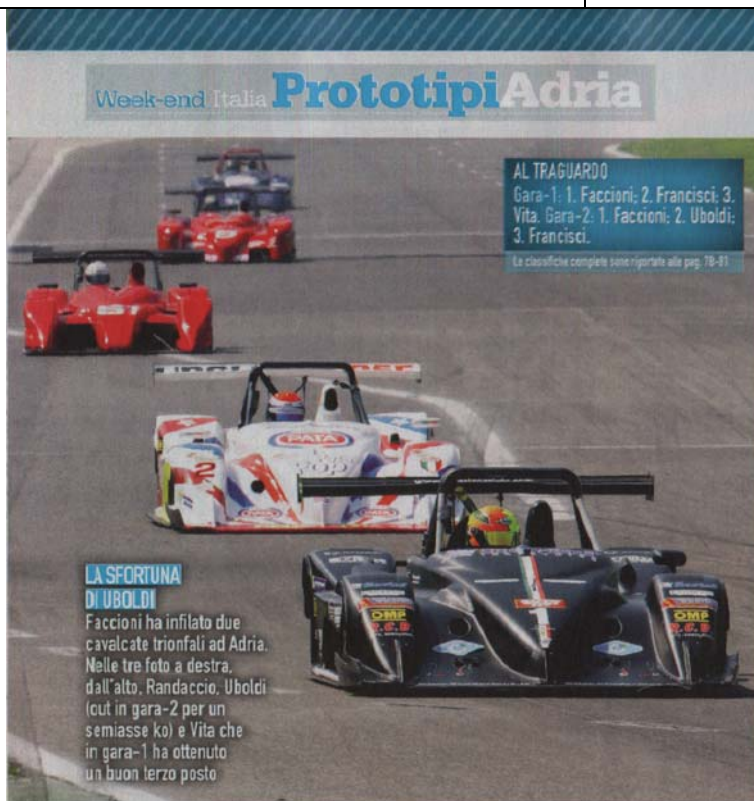 Week-end Italia PrototipiAdria
AL TRAGUARDO
Gara-1: 1. Faccioni; 2. Francisci; 3.
Vita. Gara-2: 1. Faccioni; 2. Uboldi;
3. Francisci.
Le classifiche complete sono riportate alle pag. 78-81
PATA
2
PATA
OMP
OMP
LA SFORTUNA
DI UBOLDI
Faccioni ha infilato due
cavalcate trionfali ad Adria.
Nelle tre foto a destra,
dall'alto, Randaccio, Uboldi
(out in gara-2 per un
semiasse ko) e Vita che
in gara-1 ha ottenuto
un buon terzo posto